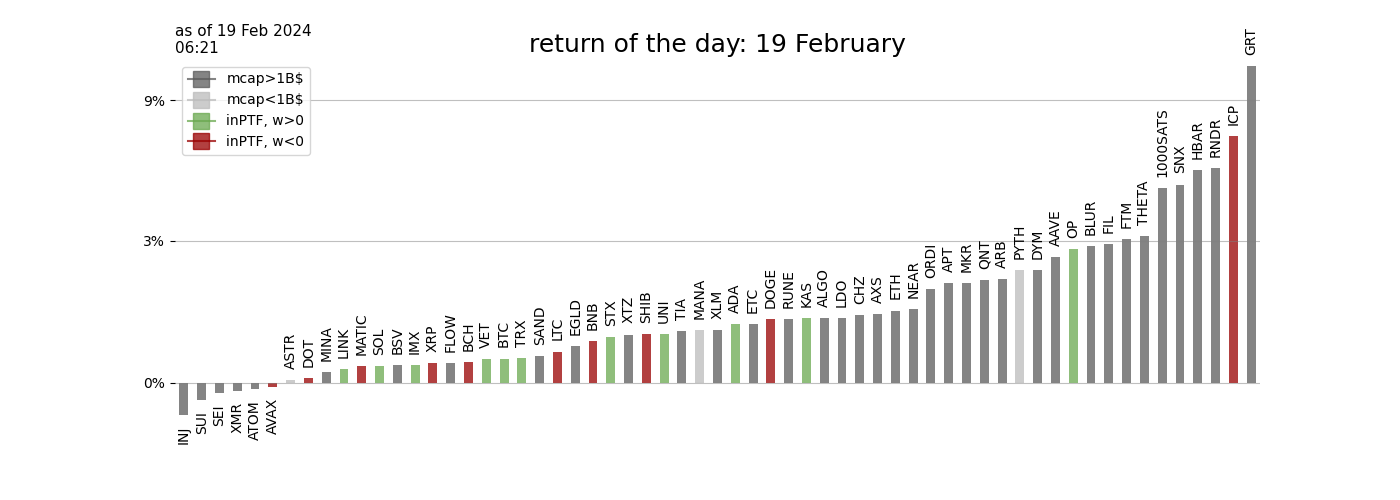 as of 19 Feb 2024
06:21
return of the day: 19 February
mcap>1B$
mcap<1B$
inPTF, w>0
inPTF, w<0
9%
3%
0%
INJ
SUI
SEI
XMR
ATOM
AVAX
ASTR
DOT
MINA
LINK
MATIC
SOL
BSV
IMX
XRP
FLOW
BCH
VET
BTC
TRX
SAND
LTC
EGLD
BNB
STX
XTZ
SHIB
UNI
TIA
MANA
XLM
ADA
ETC
DOGE
RUNE
KAS
ALGO
LDO
CHZ
AXS
ETH
NEAR
ORDI
APT
MKR
QNT
ARB
PYTH
DYM
AAVE
OP
BLUR
FIL
FTM
THETA
1000SATS
SNX
HBAR
RNDR
ICP
GRT